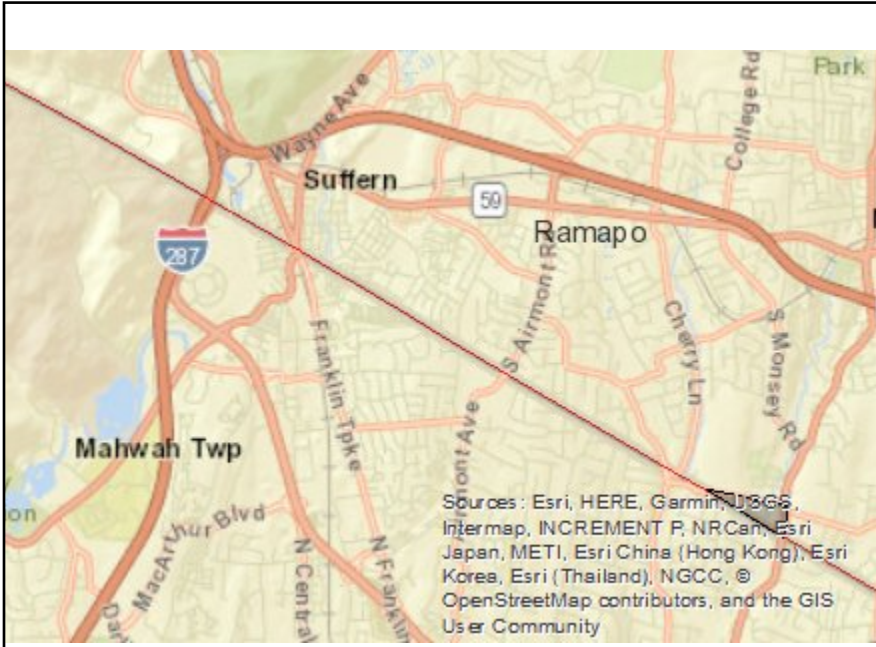 Park
College Rd
Wayne Ave
Suffern
59
Ramapo
287
S Airmont R
Cherry Ln
S Monsey Rd
Franklin Tpke
Mahwah Twp
mont Ave
on
MacArthur Blvd
N Central
N Franklin
Sources: Esri, HERE, Garmin, USGS,
Intermap, INCREMENT P, NRCan, Esri
Japan, METI, Esri China (Hong Kong), Esri
Korea, Esri (Thailand), NGCC, ©
OpenStreetMap contributors, and the GIS
User Community